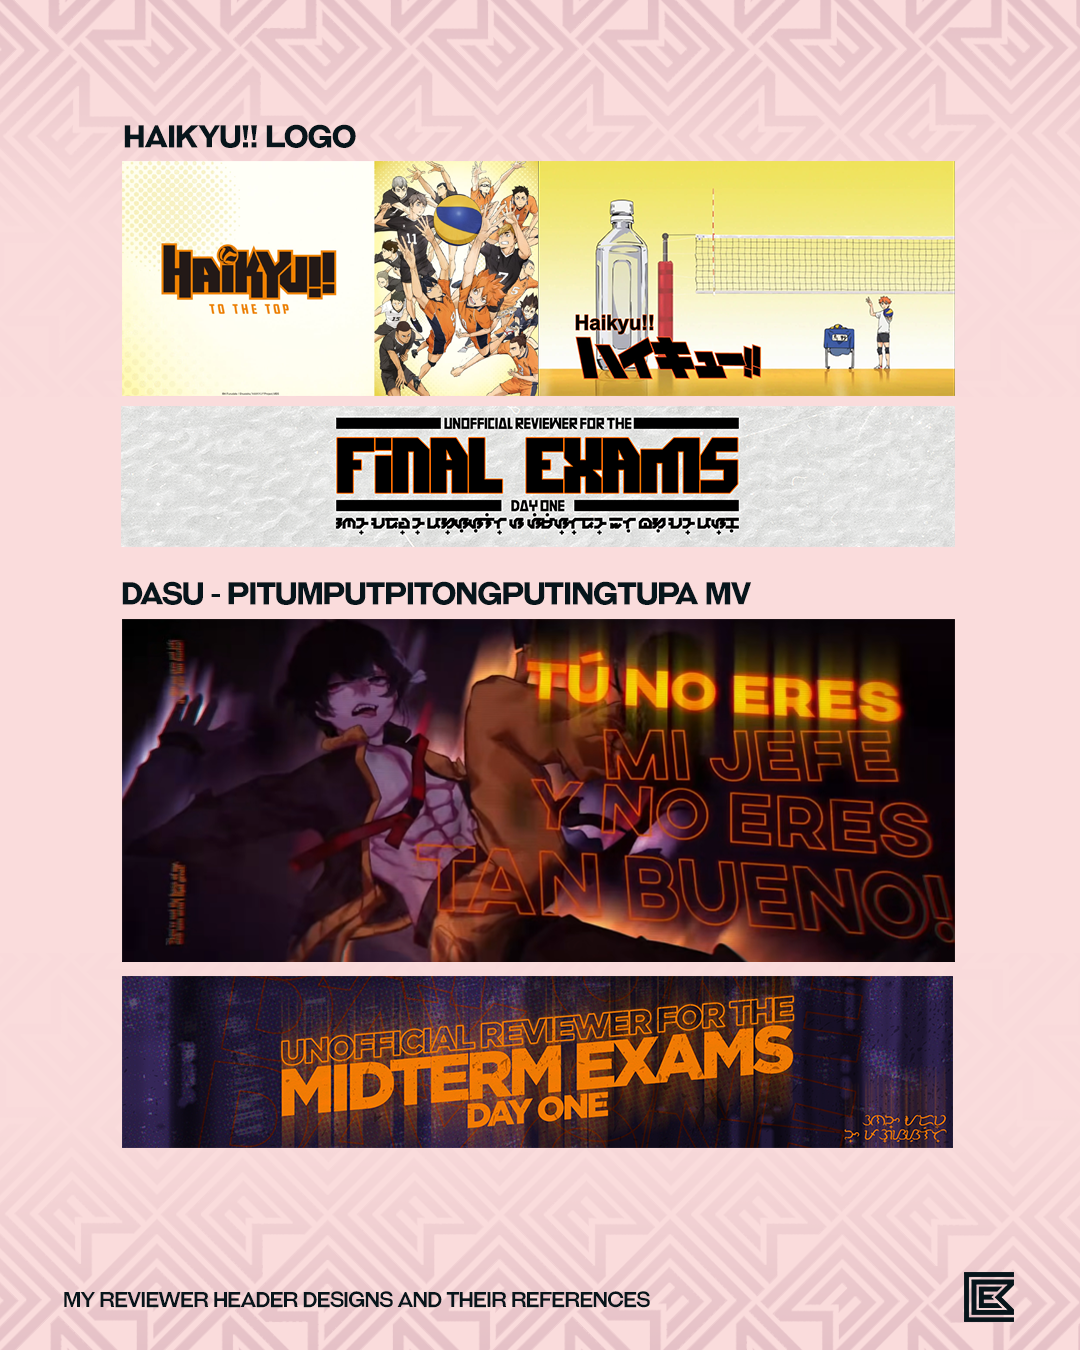 HAIKYU!! LOGO
HAIKYU!!
TO THE TOP
11
7
Haikyu!!
ハイキュー!!
UNOFFICIAL REVIEWER FOR THE
FINAL EXAMS
DAY ONE
DASU - PITUMPUTPITONGPUTINGTUPA MV
TÚ NO ERES
MI JEFE
Y NO ERES
TAN BUENO!
UNOFFICIAL REVIEWER FOR THE
MIDTERM EXAMS
DAY ONE
MY REVIEWER HEADER DESIGNS AND THEIR REFERENCES